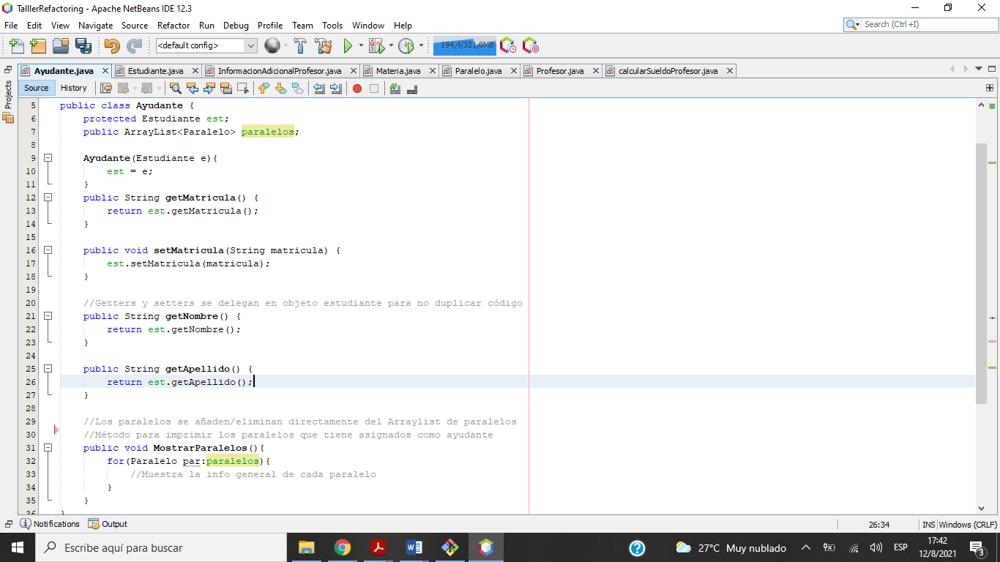 TalllerRefactoring - Apache NetBeans IDE 12.3
File Edit View Navigate Source Refactor Run Debug Profile Team Tools Window Help
Search (Ctrl+I)
<default config>
194,4/321,0MB
Ayudante.java Estudiante.java InformacionAdicionalProfesor.java Materia.java Paralelo.java Profesor.java calcularSueldoProfesor.java
Projects
Source History
5 public class Ayudante {
6 protected Estudiante est;
7 public ArrayList<Paralelo> paralelos;
8
9 Ayudante(Estudiante e){
10 est = e;
11 }
12 public String getMatricula() {
13 return est.getMatricula();
14 }
15
16 public void setMatricula(String matricula) {
17 est.setMatricula(matricula);
18 }
19
20 //Getters y setters se delegan en objeto estudiante para no duplicar código
21 public String getNombre() {
22 return est.getNombre();
23 }
24
25 public String getApellido() {
26 return est.getApellido();
27 }
28
29 //Los paralelos se añaden/eliminan directamente del Arraylist de paralelos
30 //Método para imprimir los paralelos que tiene asignados como ayudante
31 public void MostrarParalelos(){
32 for(Paralelo par:paralelos){
33 //Muestra la info general de cada paralelo
34 }
35 }
36 }
Notifications Output
26:34 INS Windows (CRLF)
Escribe aquí para buscar
27°C Muy nublado
ESP
17:42
12/8/2021
3